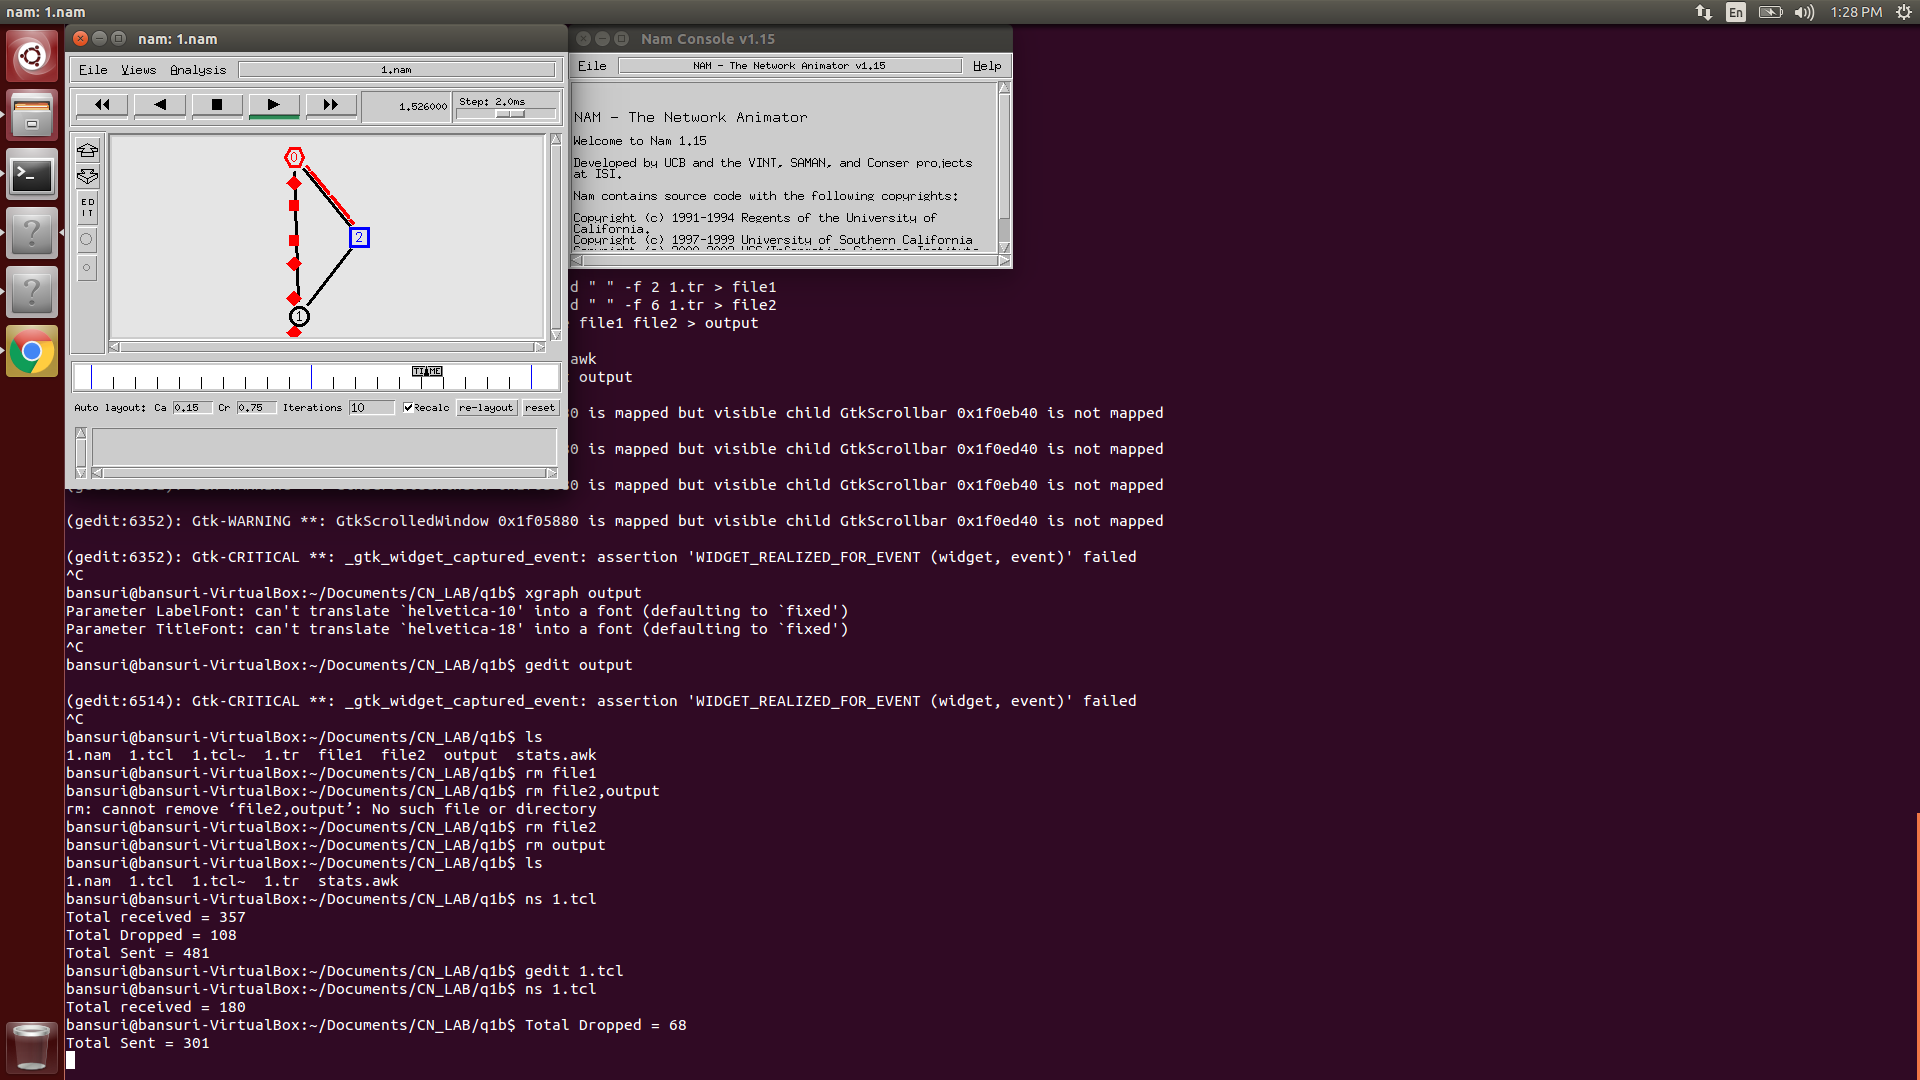 nam: 1.nam
En
1:28 PM
nam: 1.nam
File Views Analysis 1.nam
1.526000
Step: 2.0ms
ED
IT
0
2
1
TIME
Auto layout: Ca 0.15 Cr 0.75 Iterations 10 Recalc re-layout reset
Nam Console v1.15
File NAM - The Network Animator v1.15 Help
NAM - The Network Animator
Welcome to Nam 1.15
Developed by UCB and the VINT, SAMAN, and Conser projects
at ISI.
Nam contains source code with the following copyrights:
Copyright (c) 1991-1994 Regents of the University of
California.
Copyright (c) 1997-1999 University of Southern California
d " " -f 2 1.tr > file1
d " " -f 6 1.tr > file2
file1 file2 > output
awk
output
0 is mapped but visible child GtkScrollbar 0x1f0eb40 is not mapped
0 is mapped but visible child GtkScrollbar 0x1f0ed40 is not mapped
0 is mapped but visible child GtkScrollbar 0x1f0eb40 is not mapped
(gedit:6352): Gtk-WARNING **: GtkScrolledWindow 0x1f05880 is mapped but visible child GtkScrollbar 0x1f0ed40 is not mapped
(gedit:6352): Gtk-CRITICAL **: _gtk_widget_captured_event: assertion 'WIDGET_REALIZED_FOR_EVENT (widget, event)' failed
^C
bansuri@bansuri-VirtualBox:~/Documents/CN_LAB/q1b$ xgraph output
Parameter LabelFont: can't translate `helvetica-10' into a font (defaulting to `fixed')
Parameter TitleFont: can't translate `helvetica-18' into a font (defaulting to `fixed')
^C
bansuri@bansuri-VirtualBox:~/Documents/CN_LAB/q1b$ gedit output
(gedit:6514): Gtk-CRITICAL **: _gtk_widget_captured_event: assertion 'WIDGET_REALIZED_FOR_EVENT (widget, event)' failed
^C
bansuri@bansuri-VirtualBox:~/Documents/CN_LAB/q1b$ ls
1.nam 1.tcl 1.tcl~ 1.tr file1 file2 output stats.awk
bansuri@bansuri-VirtualBox:~/Documents/CN_LAB/q1b$ rm file1
bansuri@bansuri-VirtualBox:~/Documents/CN_LAB/q1b$ rm file2,output
rm: cannot remove ‘file2,output’: No such file or directory
bansuri@bansuri-VirtualBox:~/Documents/CN_LAB/q1b$ rm file2
bansuri@bansuri-VirtualBox:~/Documents/CN_LAB/q1b$ rm output
bansuri@bansuri-VirtualBox:~/Documents/CN_LAB/q1b$ ls
1.nam 1.tcl 1.tcl~ 1.tr stats.awk
bansuri@bansuri-VirtualBox:~/Documents/CN_LAB/q1b$ ns 1.tcl
Total received = 357
Total Dropped = 108
Total Sent = 481
bansuri@bansuri-VirtualBox:~/Documents/CN_LAB/q1b$ gedit 1.tcl
bansuri@bansuri-VirtualBox:~/Documents/CN_LAB/q1b$ ns 1.tcl
Total received = 180
bansuri@bansuri-VirtualBox:~/Documents/CN_LAB/q1b$ Total Dropped = 68
Total Sent = 301